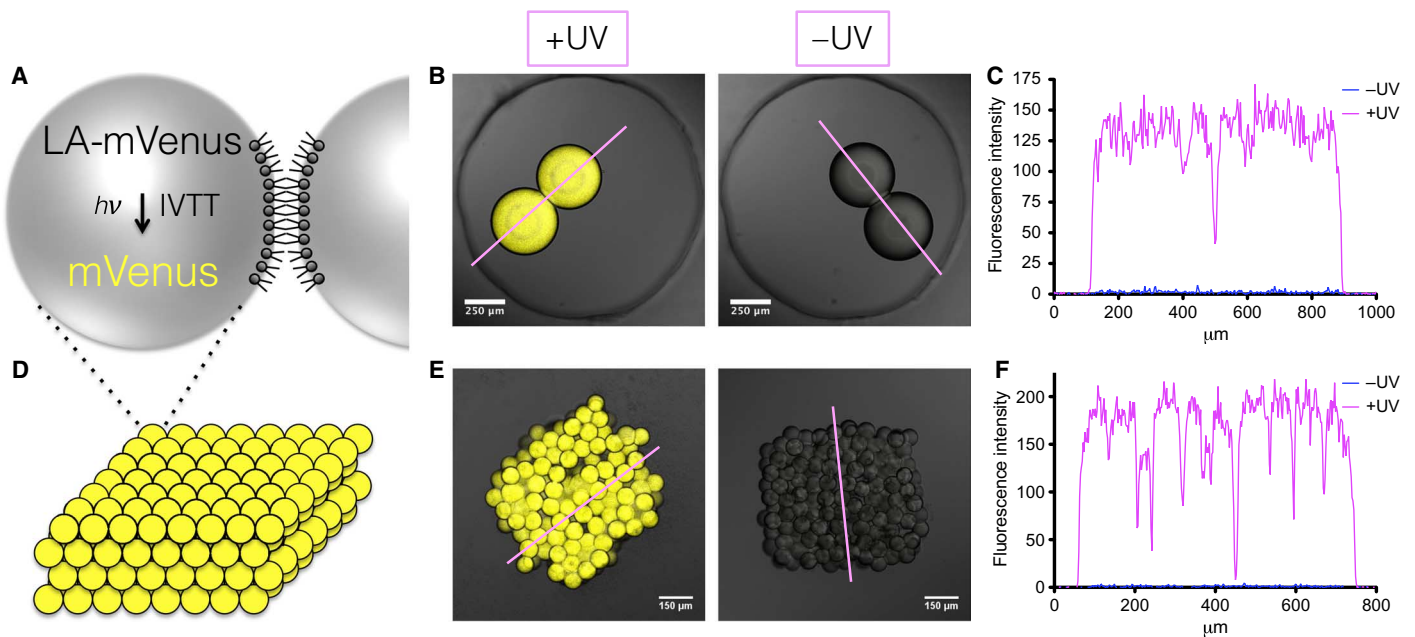 +UV
−UV
A
LA-mVenus
hν
IVTT
mVenus
B
250 µm
250 µm
C
Fluorescence intensity
175
150
125
100
75
50
25
0
0
200
400
600
800
1000
µm
−UV
+UV
D
E
150 µm
150 µm
F
Fluorescence intensity
200
150
100
50
0
0
200
400
600
800
µm
−UV
+UV